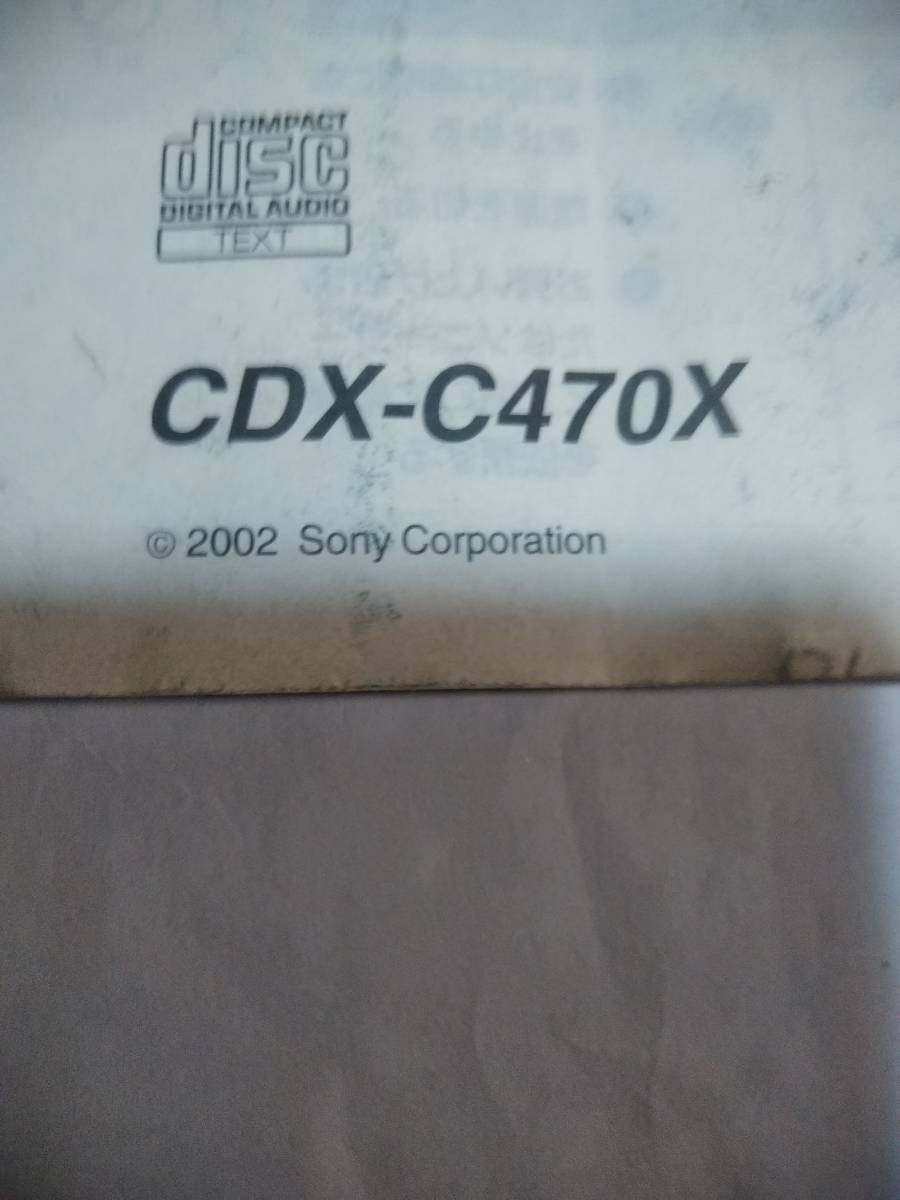 COMPACT
disc
DIGITAL AUDIO
TEXT
CDX-C470X
© 2002 Sony Corporation